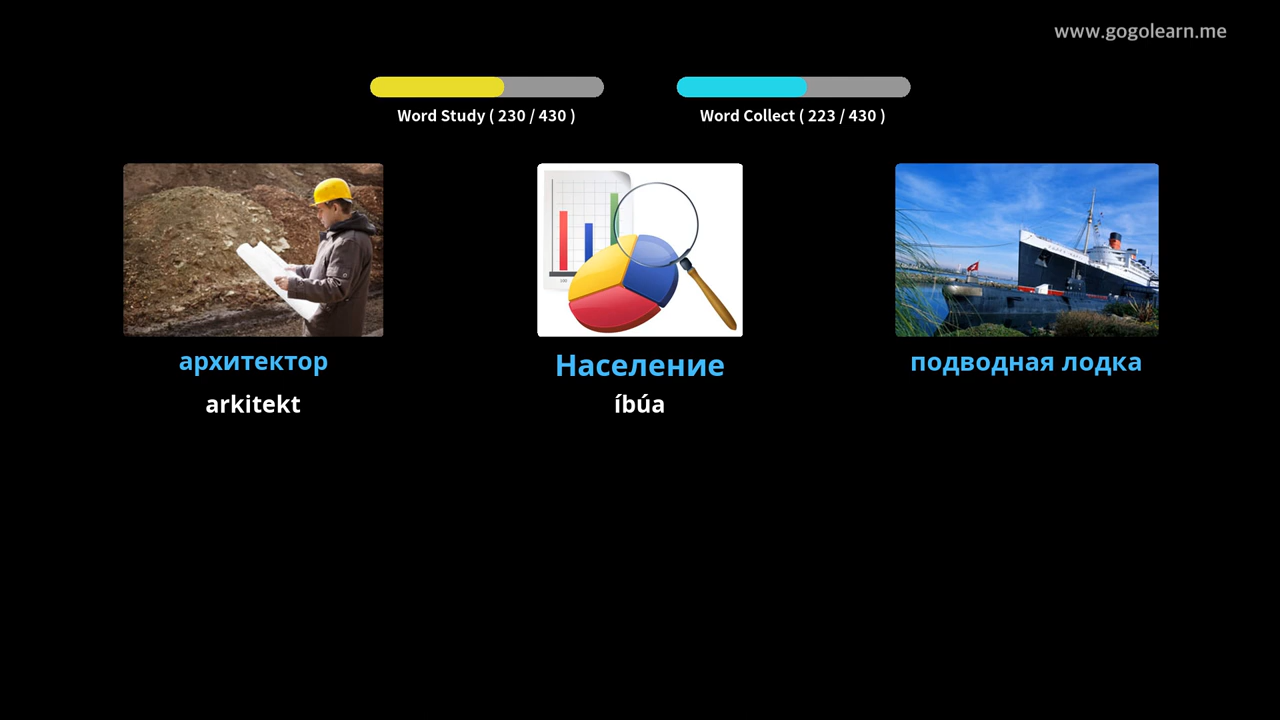 www.gogolearn.me
Word Study ( 230 / 430 )
Word Collect ( 223 / 430 )
архитектор
Население
подводная лодка
arkitekt
íbúa